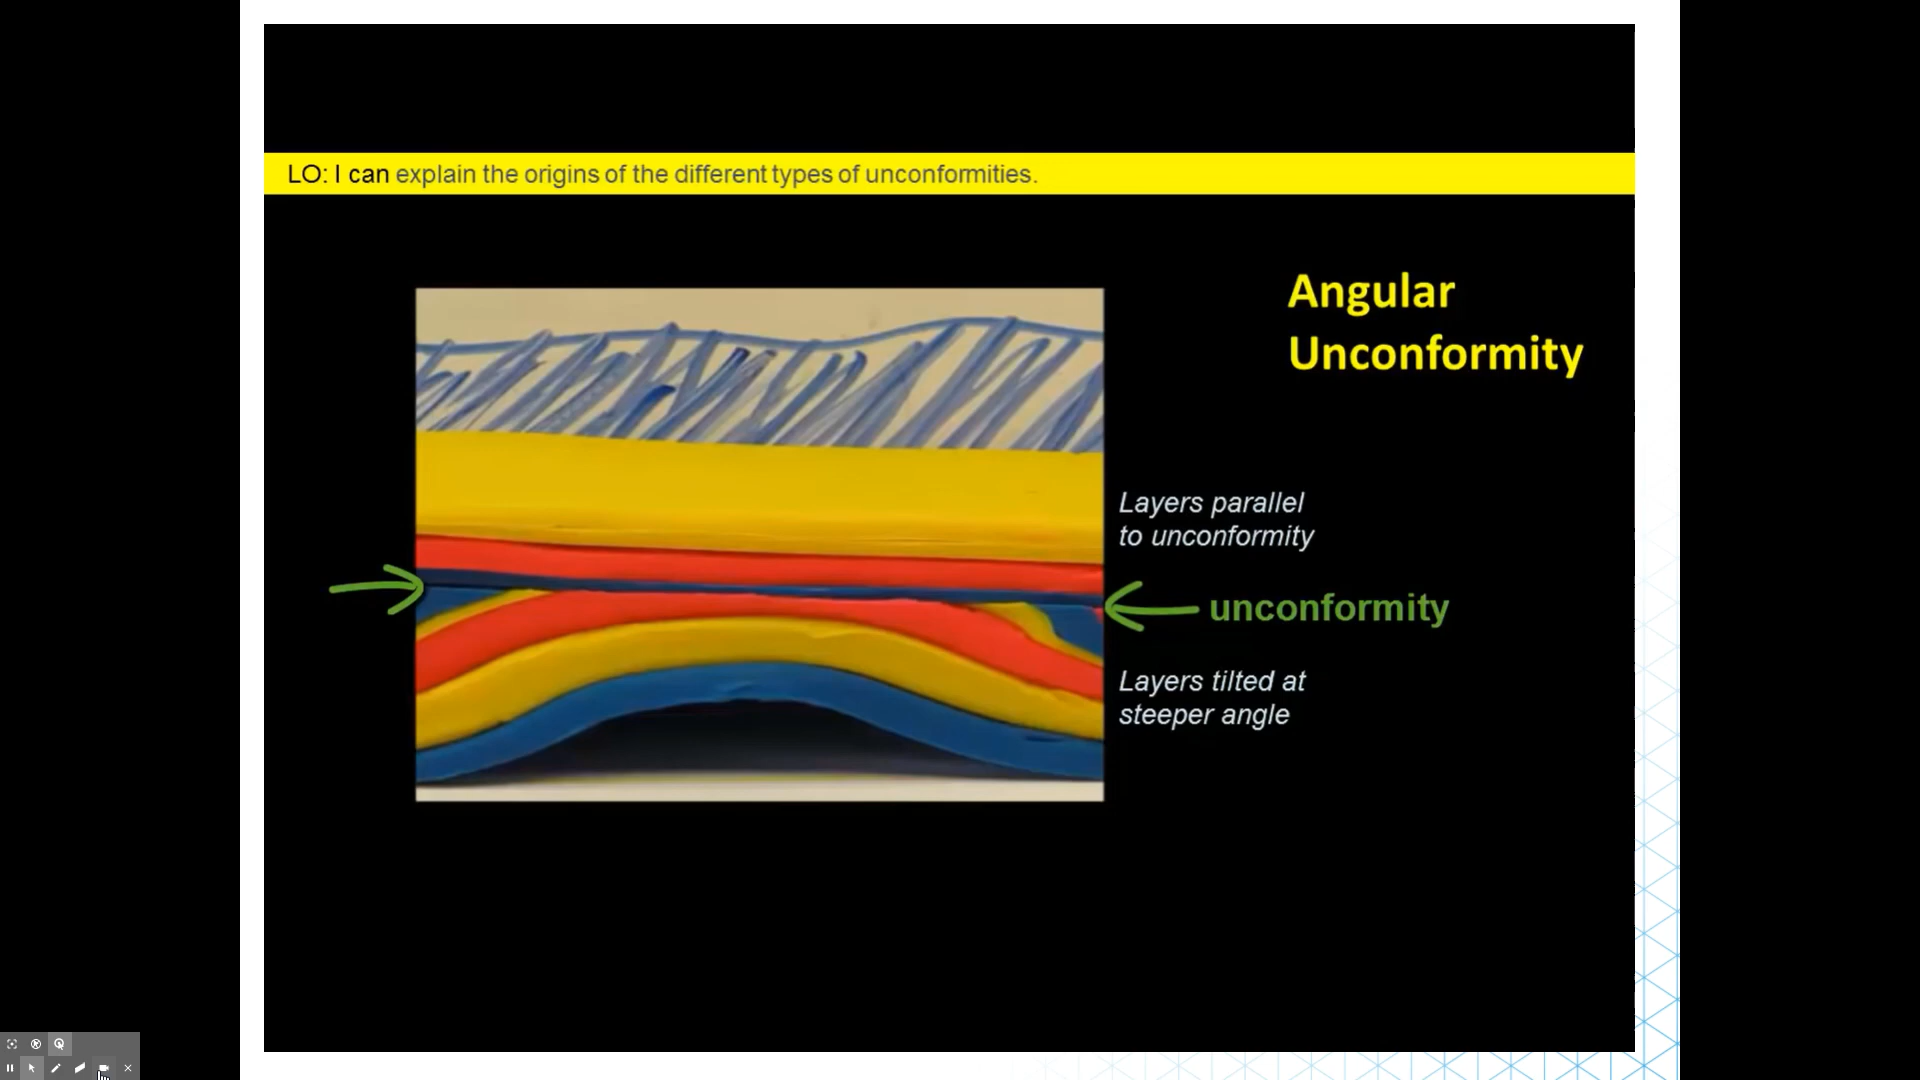 LO: I can explain the origins of the different types of unconformities.
Angular
Unconformity
Layers parallel
to unconformity
unconformity
Layers tilted at
steeper angle